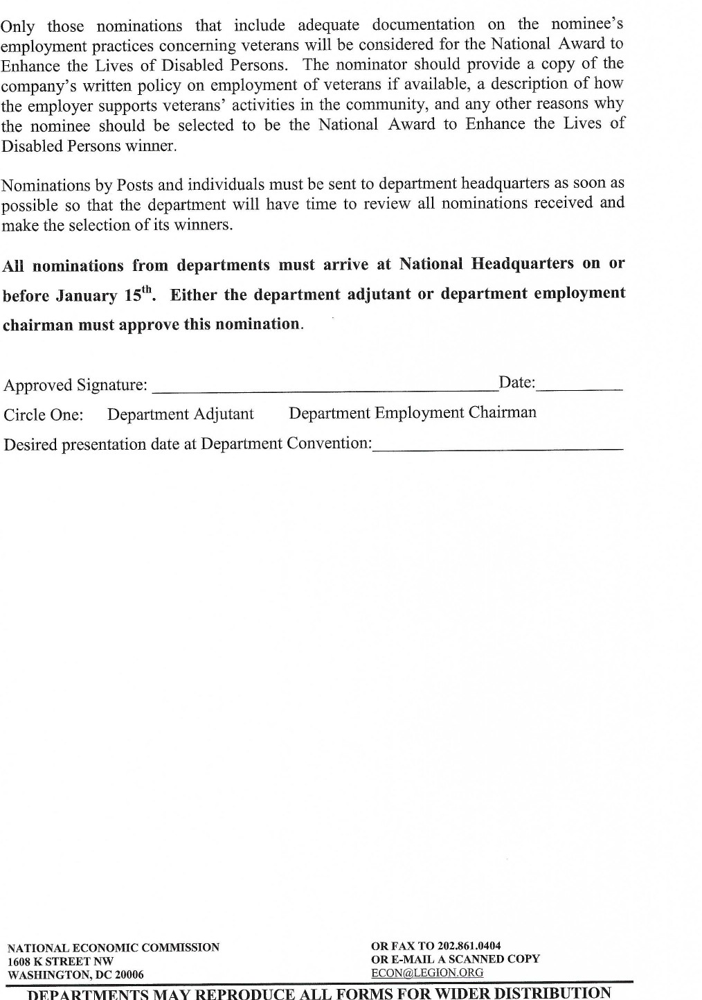 Only those nominations that include adequate documentation on the nominee’s
employment practices concerning veterans will be considered for the National Award to
Enhance the Lives of Disabled Persons. The nominator should provide a copy of the
company’s written policy on employment of veterans if available, a description of how
the employer supports veterans’ activities in the community, and any other reasons why
the nominee should be selected to be the National Award to Enhance the Lives of
Disabled Persons winner.
Nominations by Posts and individuals must be sent to department headquarters as soon as
possible so that the department will have time to review all nominations received and
make the selection of its winners.
All nominations from departments must arrive at National Headquarters on or
before January 15th. Either the department adjutant or department employment
chairman must approve this nomination.
Approved Signature: ____________________ Date: __________
Circle One: Department Adjutant Department Employment Chairman
Desired presentation date at Department Convention: ____________________
NATIONAL ECONOMIC COMMISSION
1608 K STREET NW
WASHINGTON, DC 20006
OR FAX TO 202.861.0404
OR E-MAIL A SCANNED COPY
ECON@LEGION.ORG
DEPARTMENTS MAY REPRODUCE ALL FORMS FOR WIDER DISTRIBUTION